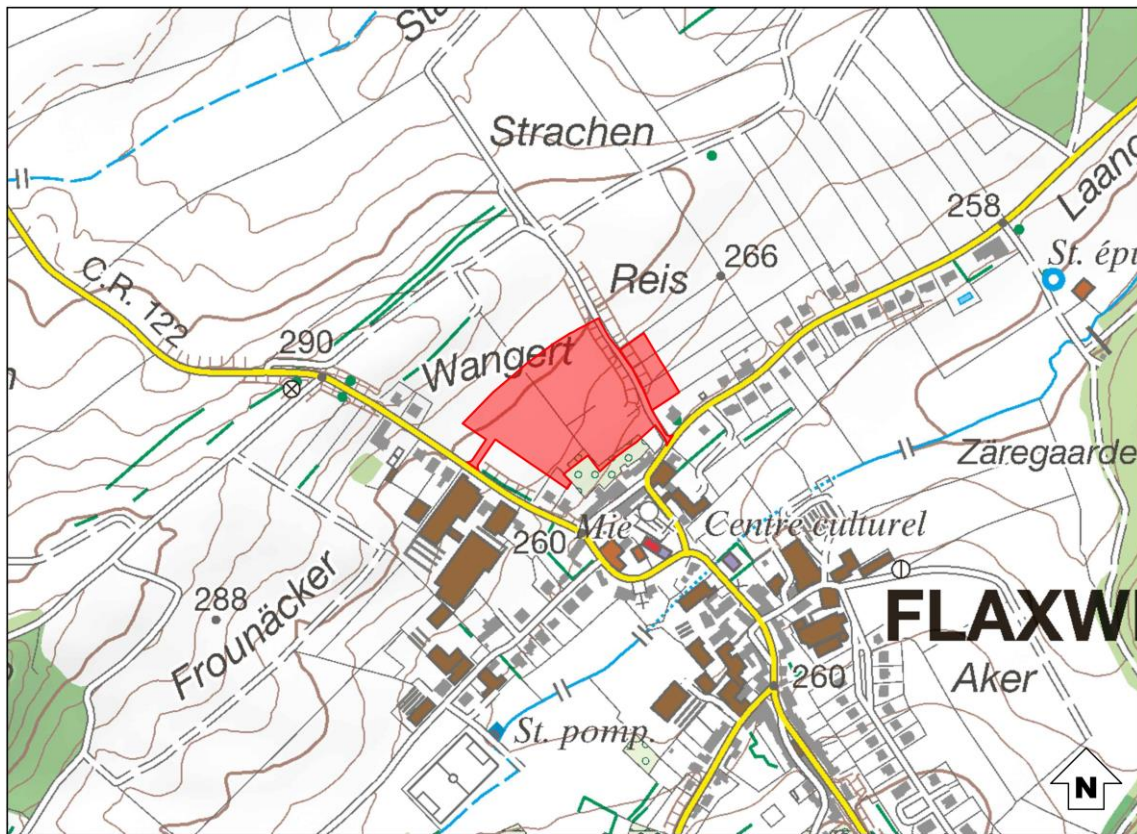 Strachen
Laang
258
St. épu
Reis
266
C.R. 122
290
Wangert
Zäregaarde
Mie
Centre culturel
260
288
Frounäcker
FLAXW
Aker
260
St. pomp.
N